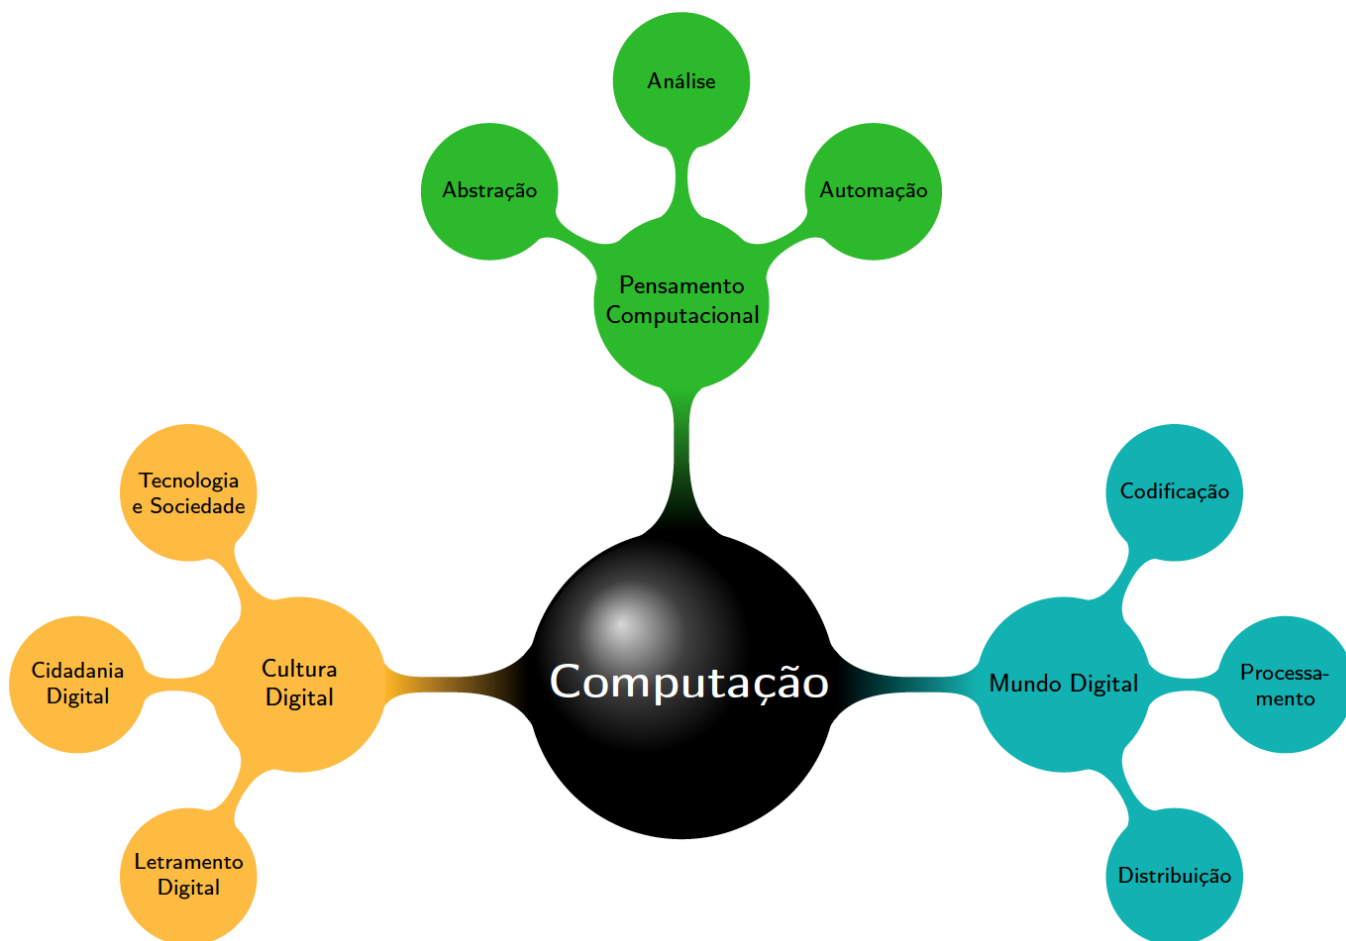 Análise
Abstração
Automação
Pensamento
Computacional
Tecnologia
e Sociedade
Codificação
Cidadania
Digital
Cultura
Digital
Computação
Mundo Digital
Processa-
mento
Letramento
Digital
Distribuição